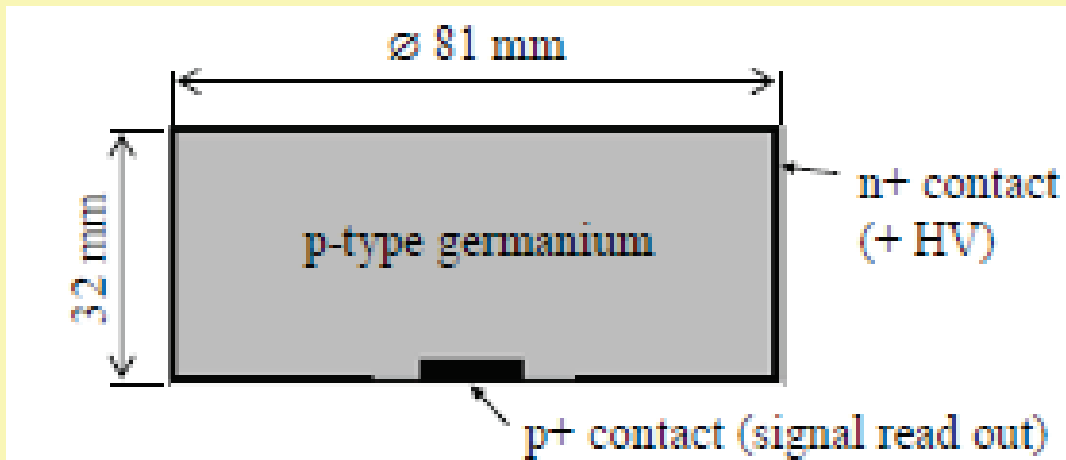 ⌀ 81 mm
32 mm
p-type germanium
n+ contact
(+ HV)
p+ contact (signal read out)